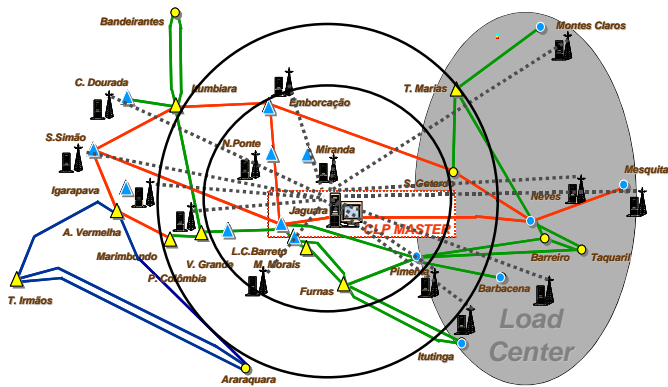 Bandeirantes
Montes Claros
C. Dourada
Itumbiara
Emborcação
T. Marias
S.Simão
N.Ponte
Miranda
Mesquita
S. Gotardo
Igarapava
Neves
Jaguara
A. Vermelha
CLP MASTER
Marimbondo
L.C.Barreto
V. Grande
M. Morais
Pimenta
Barreiro
Taquaril
P. Colômbia
T. Irmãos
Furnas
Barbacena
Load
Center
Itutinga
Araraquara